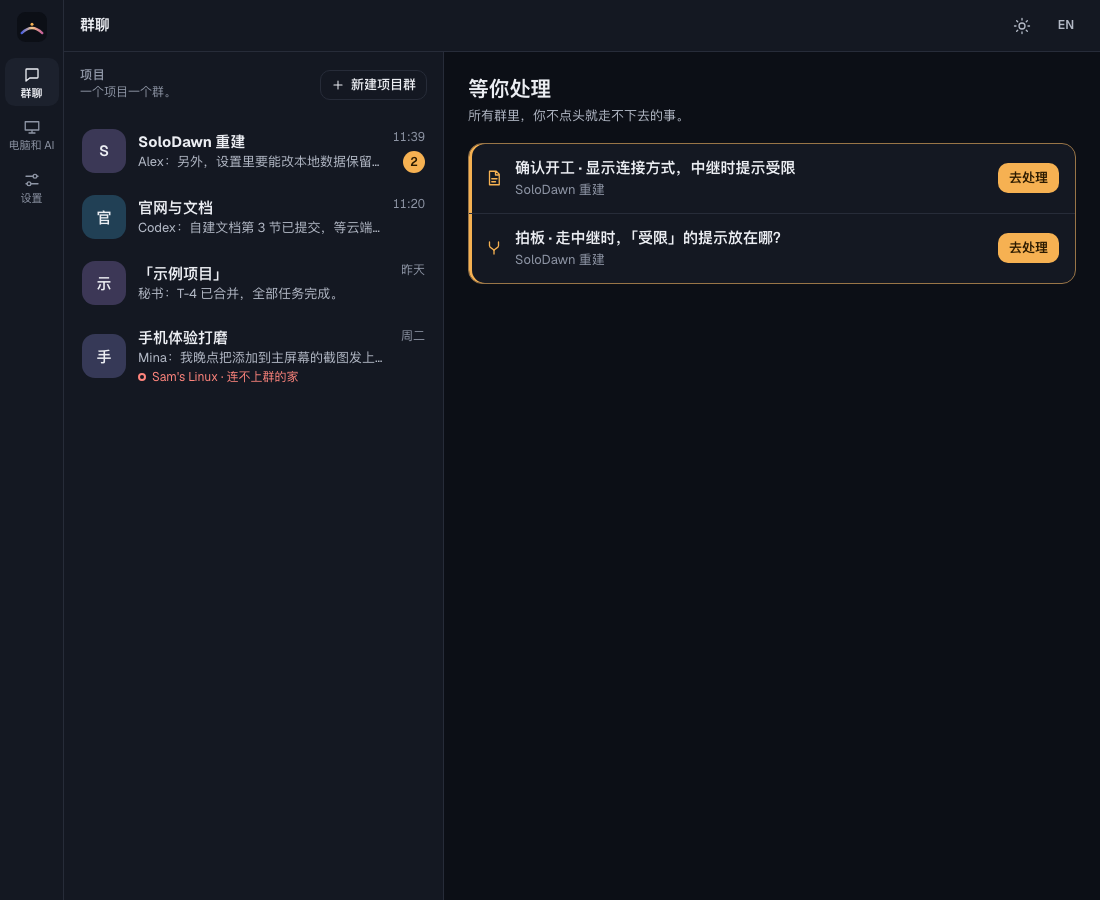 群聊
EN
群聊
电脑和 AI
设置
项目
一个项目一个群。
+ 新建项目群
S
SoloDawn 重建
11:39
Alex：另外，设置里要能改本地数据保留…
2
官
官网与文档
11:20
Codex：自建文档第 3 节已提交，等云端…
示
「示例项目」
昨天
秘书：T-4 已合并，全部任务完成。
手
手机体验打磨
周二
Mina：我晚点把添加到主屏幕的截图发上…
Sam's Linux · 连不上群的家
等你处理
所有群里，你不点头就走不下去的事。
确认开工 · 显示连接方式，中继时提示受限
SoloDawn 重建
去处理
拍板 · 走中继时，「受限」的提示放在哪？
SoloDawn 重建
去处理